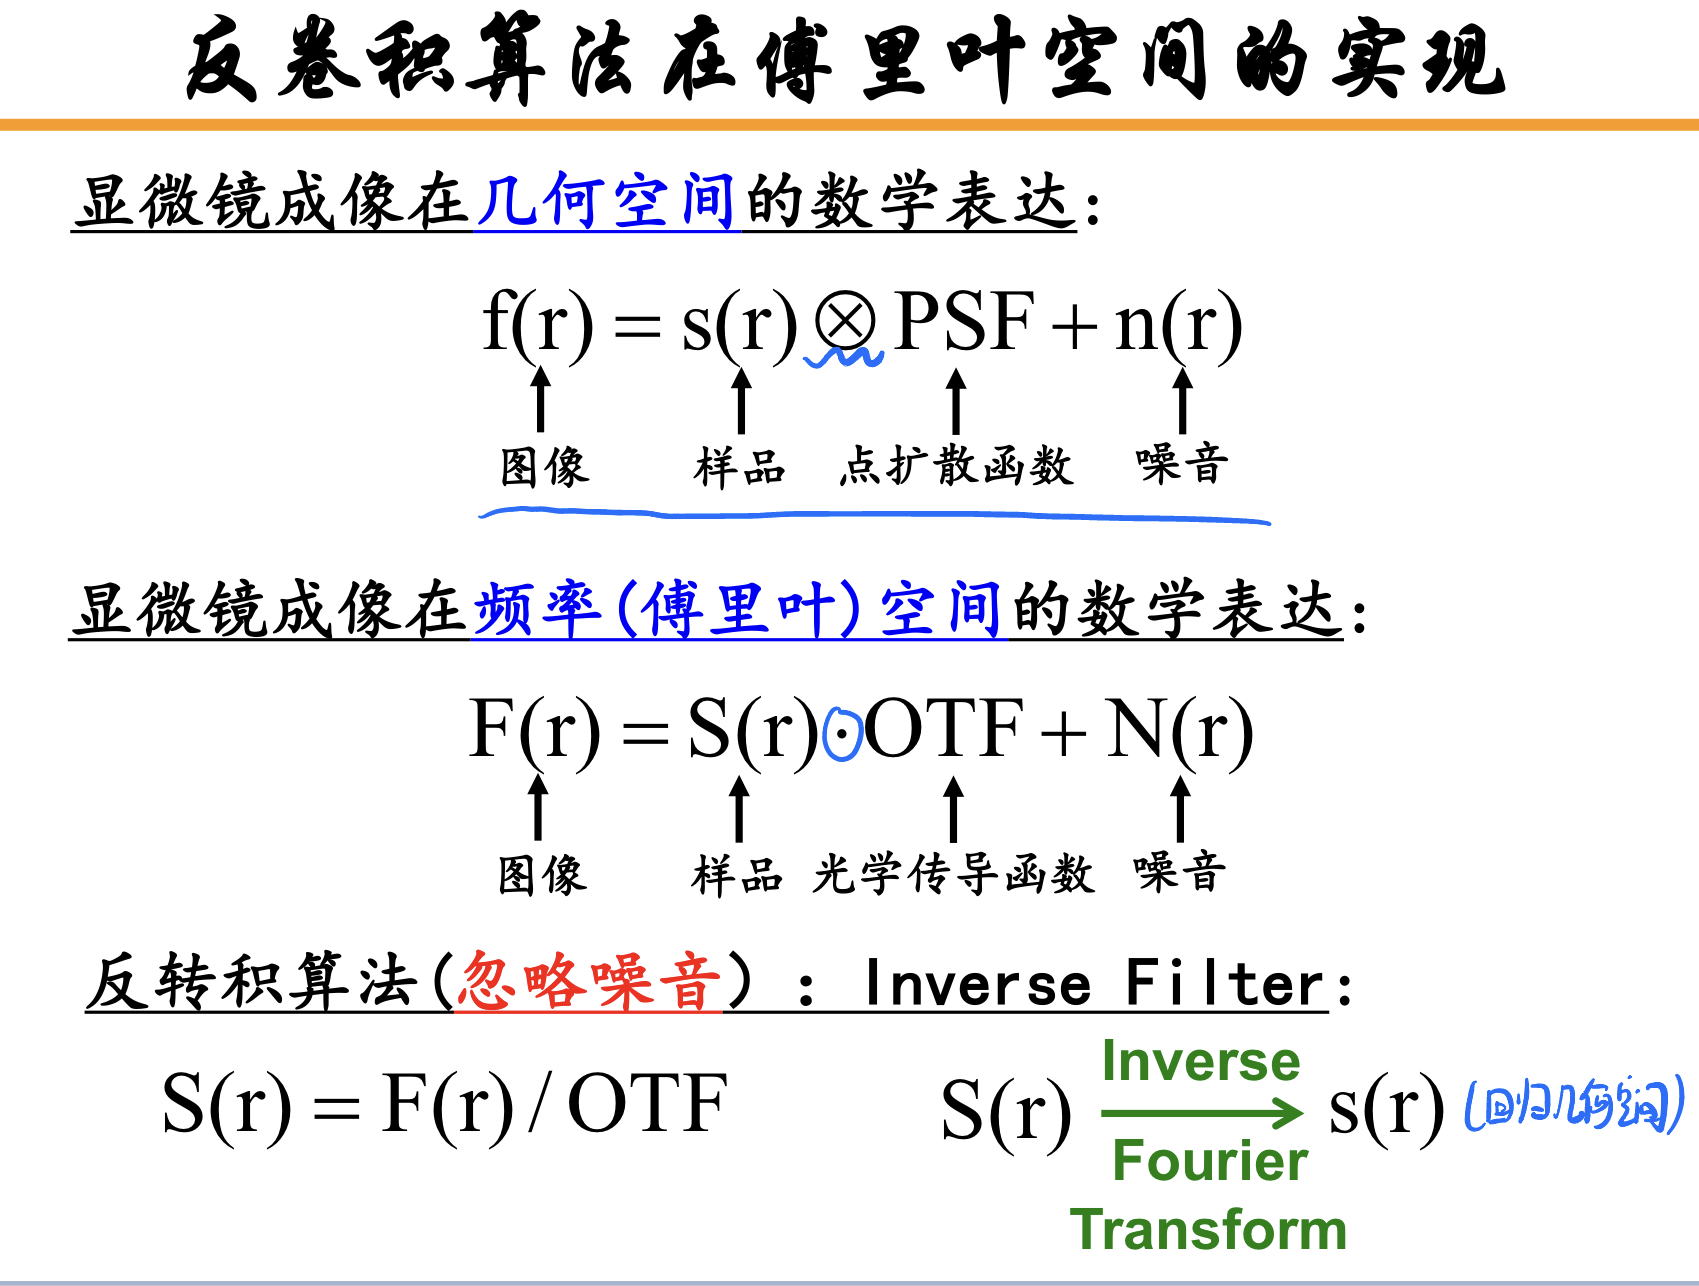 反卷积算法在傅里叶空间的实现
显微镜成像在几何空间的数学表达:
f(r) = s(r) ⊗ PSF + n(r)
图像 样品 点扩散函数 噪音
显微镜成像在频率(傅里叶)空间的数学表达:
F(r) = S(r) · OTF + N(r)
图像 样品 光学传导函数 噪音
反转积算法(忽略噪音): Inverse Filter:
S(r) = F(r) / OTF
S(r) Inverse Fourier Transform s(r) (回归几何空间)